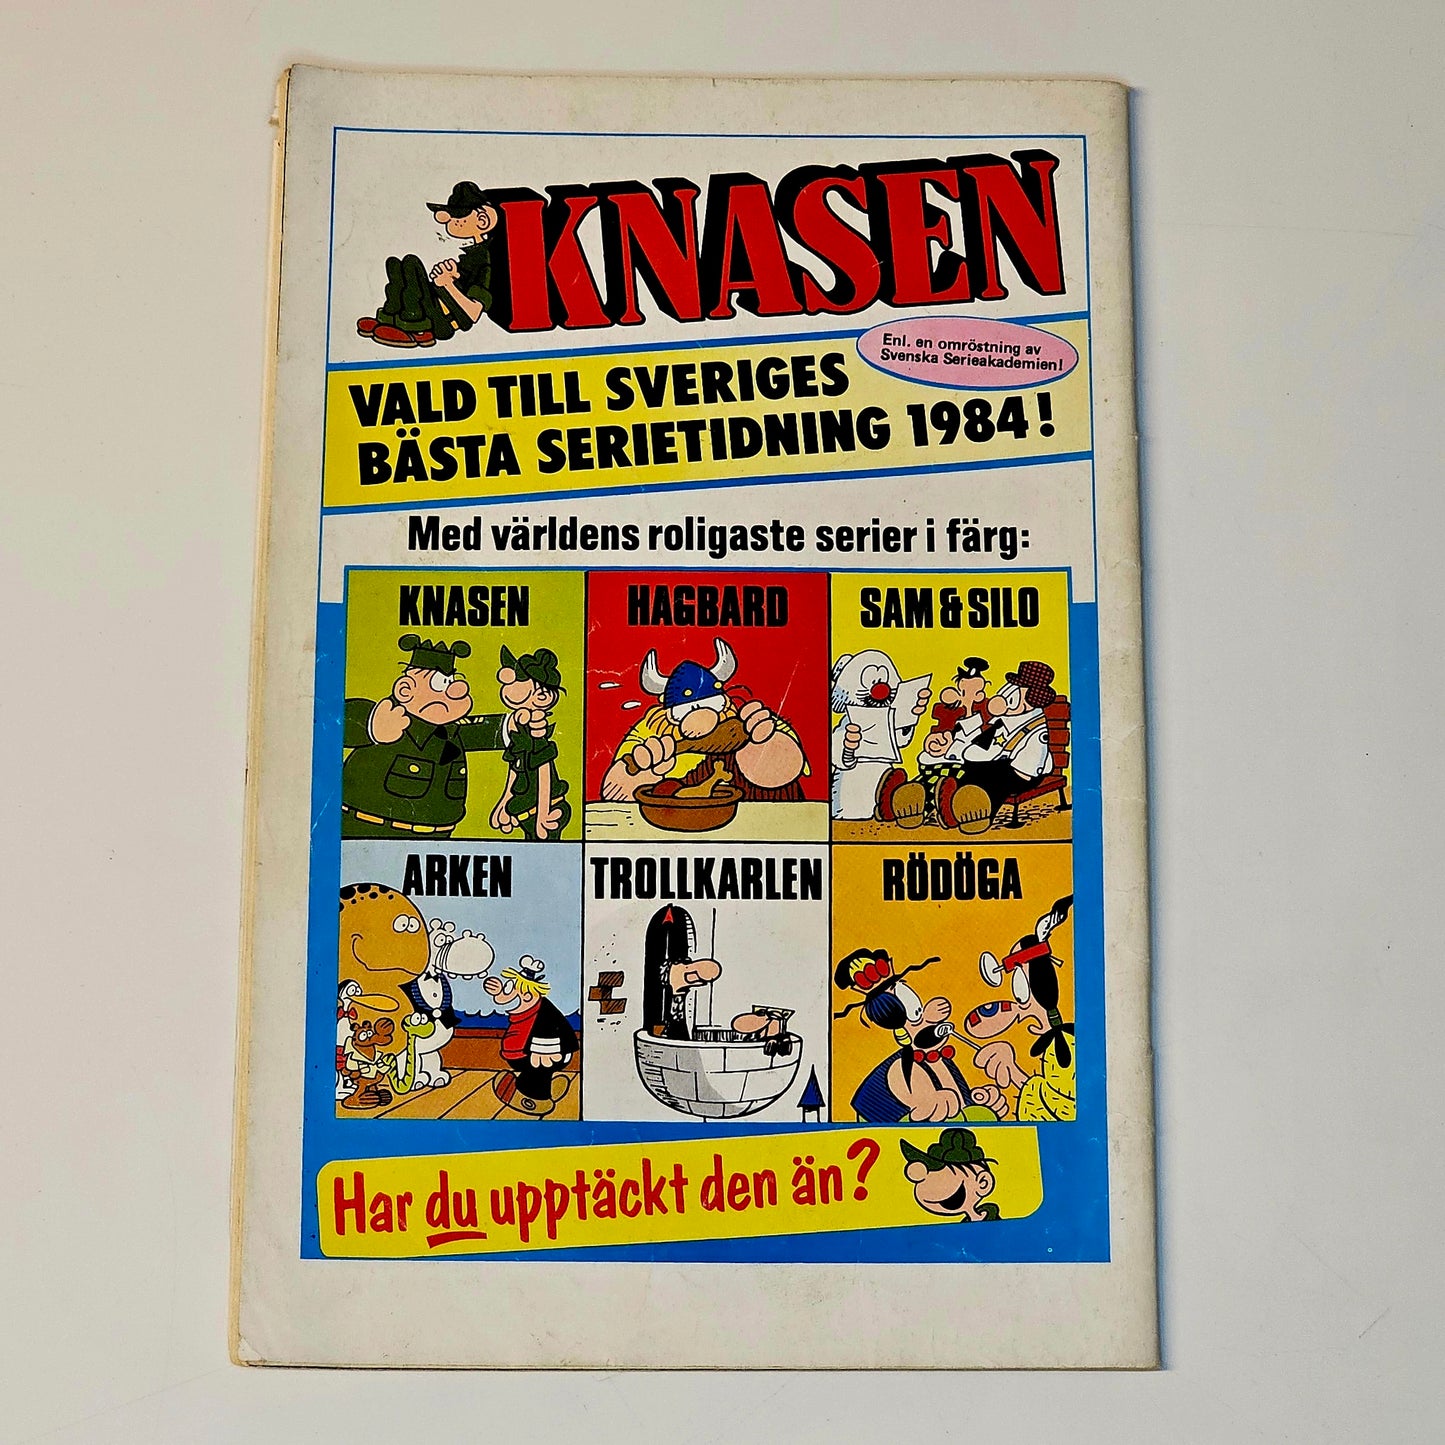 KNASEN
Enl. en omröstning av
Svenska Serieakademien!
VALD TILL SVERIGES
BÄSTA SERIETIDNING 1984!
Med världens roligaste serier i färg:
KNASEN
HAGBARD
SAM & SILO
ARKEN
TROLLKARLEN
RÖDÖGA
Har du upptäckt den än?